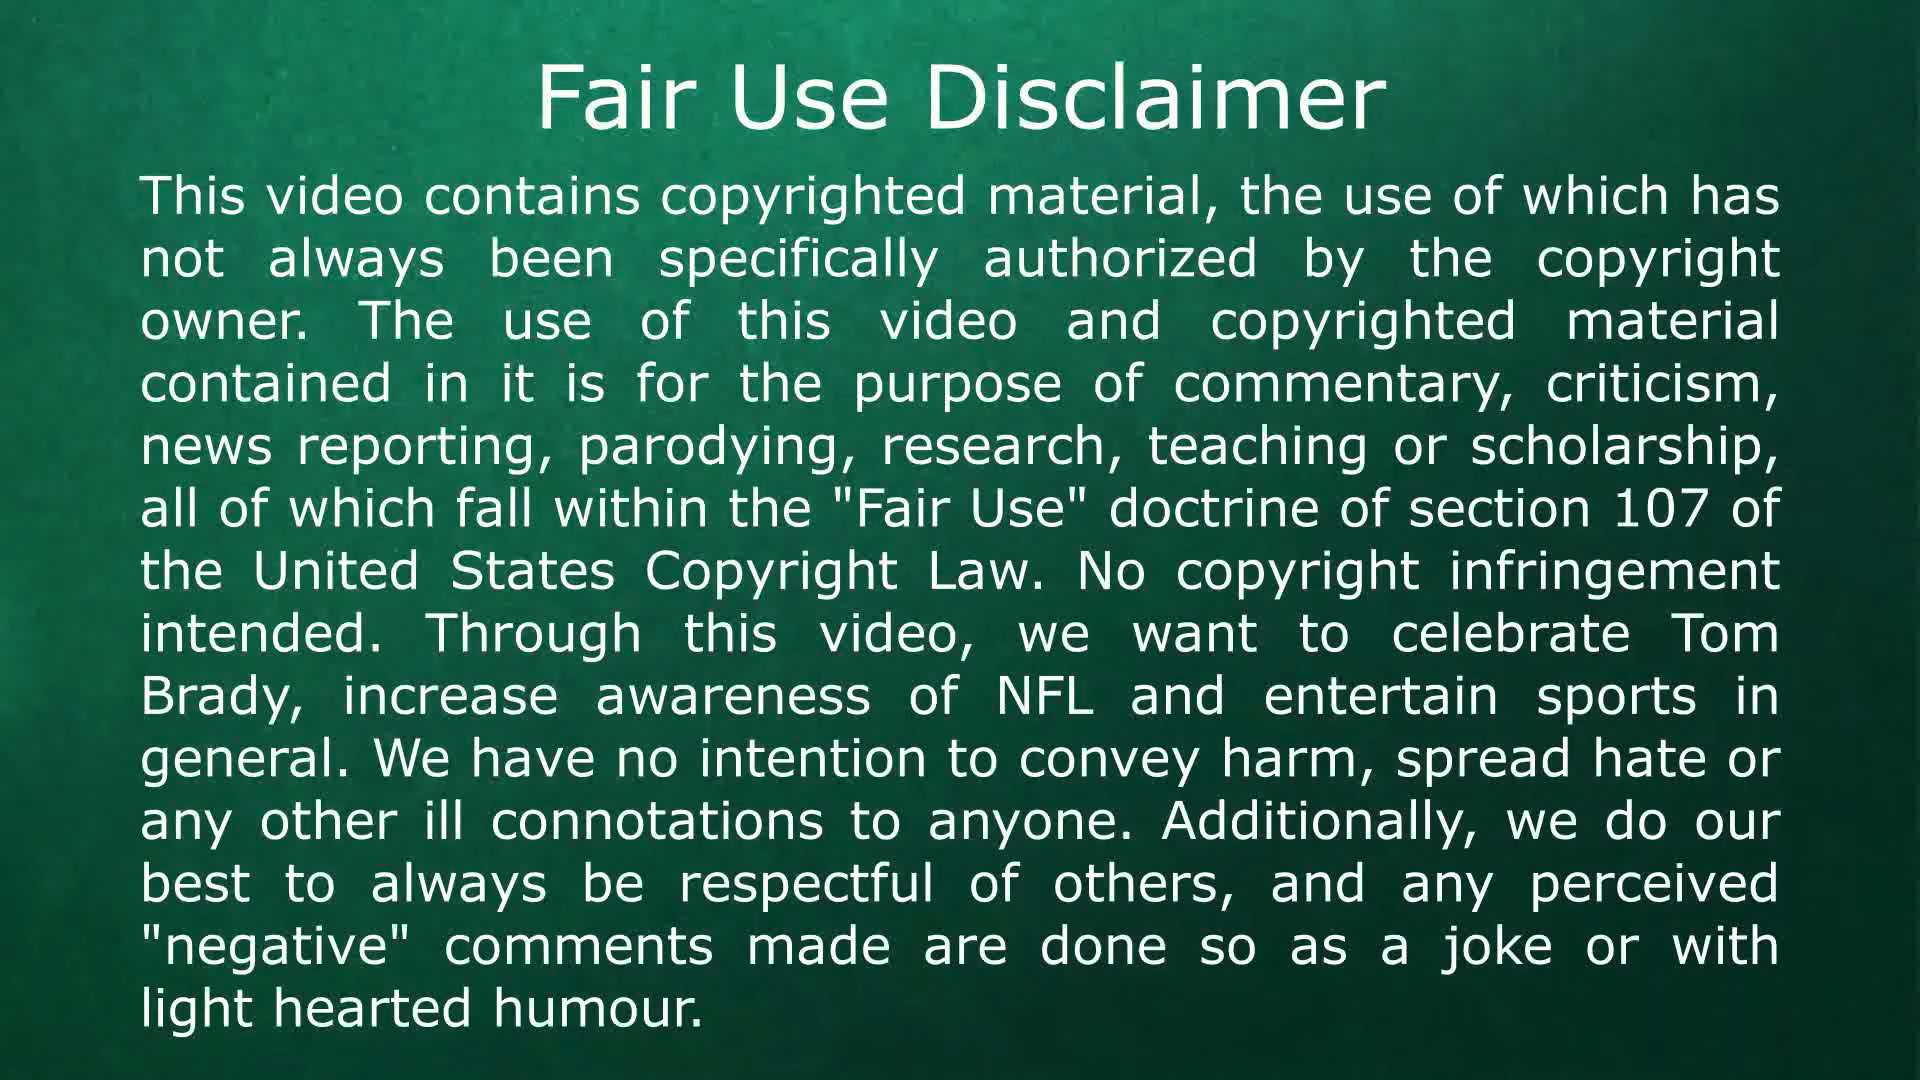 Fair Use Disclaimer
This video contains copyrighted material, the use of which has
not always been specifically authorized by the copyright
owner. The use of this video and copyrighted material
contained in it is for the purpose of commentary, criticism,
news reporting, parodying, research, teaching or scholarship,
all of which fall within the "Fair Use" doctrine of section 107 of
the United States Copyright Law. No copyright infringement
intended. Through this video, we want to celebrate Tom
Brady, increase awareness of NFL and entertain sports in
general. We have no intention to convey harm, spread hate or
any other ill connotations to anyone. Additionally, we do our
best to always be respectful of others, and any perceived
"negative" comments made are done so as a joke or with
light hearted humour.